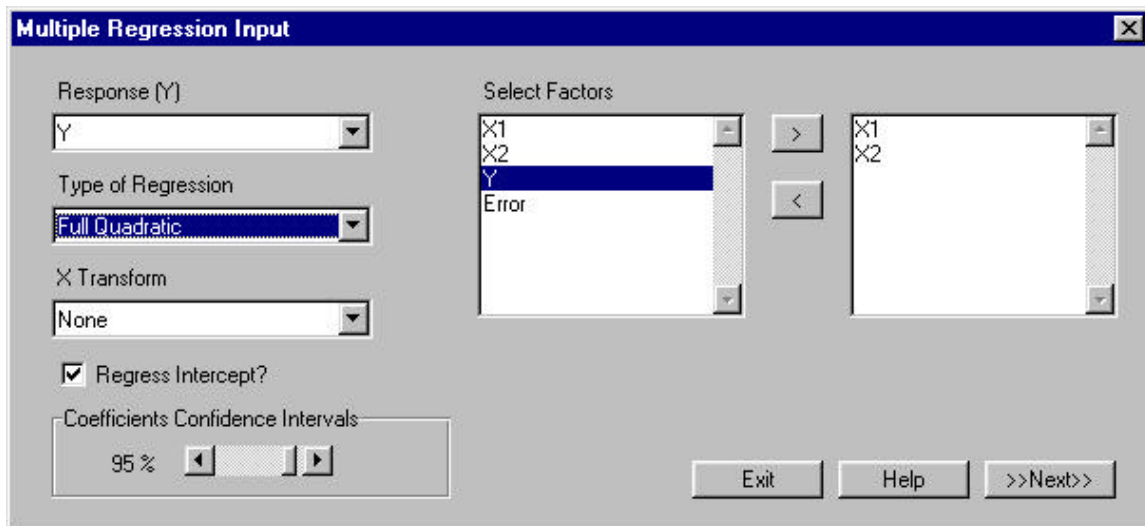 Multiple Regression Input
Response (Y)
Y
Type of Regression
Full Quadratic
X Transform
None
Regress Intercept?
Coefficients Confidence Intervals
95 %
Select Factors
X1
X2
Y
Error
>
<
X1
X2
Exit
Help
>>Next>>